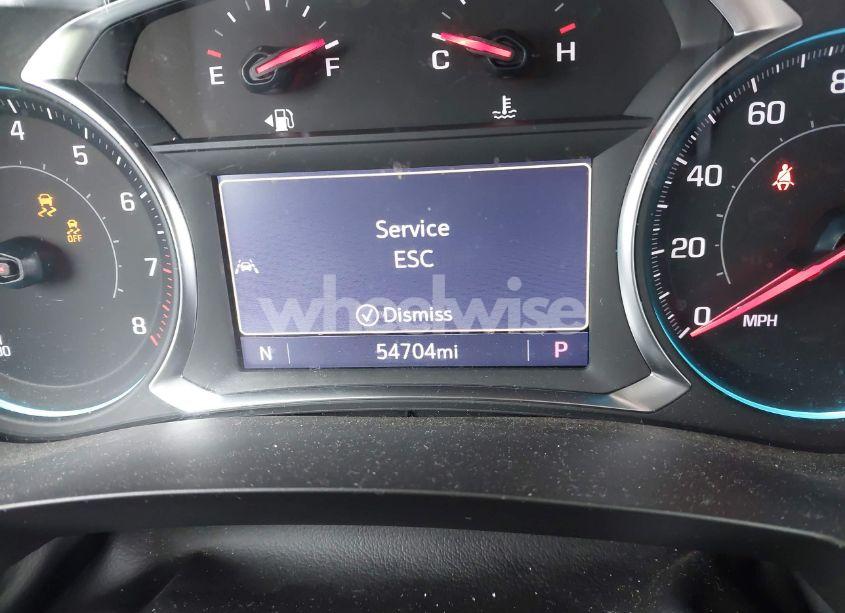 E F C H
4 5 6 7 8
OFF
Service
ESC
Dismiss
N 54704mi P
wheelwise
0 20 40 60
MPH